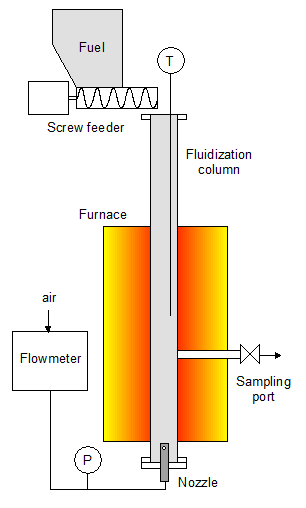 Fuel
T
Screw feeder
Fluidization
column
Furnace
air
Flowmeter
Sampling
port
P
Nozzle